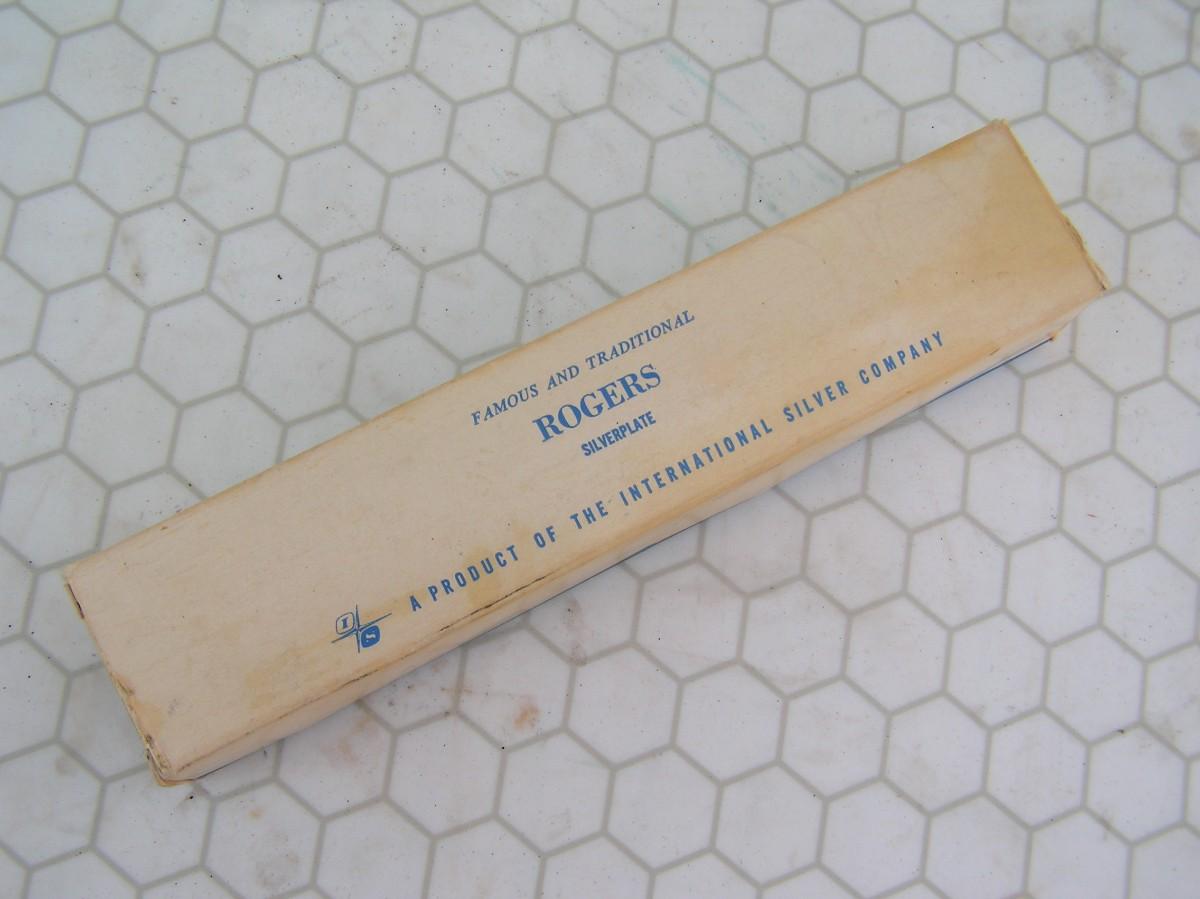 FAMOUS AND TRADITIONAL
ROGERS
SILVERPLATE
A PRODUCT OF THE INTERNATIONAL SILVER COMPANY
I S